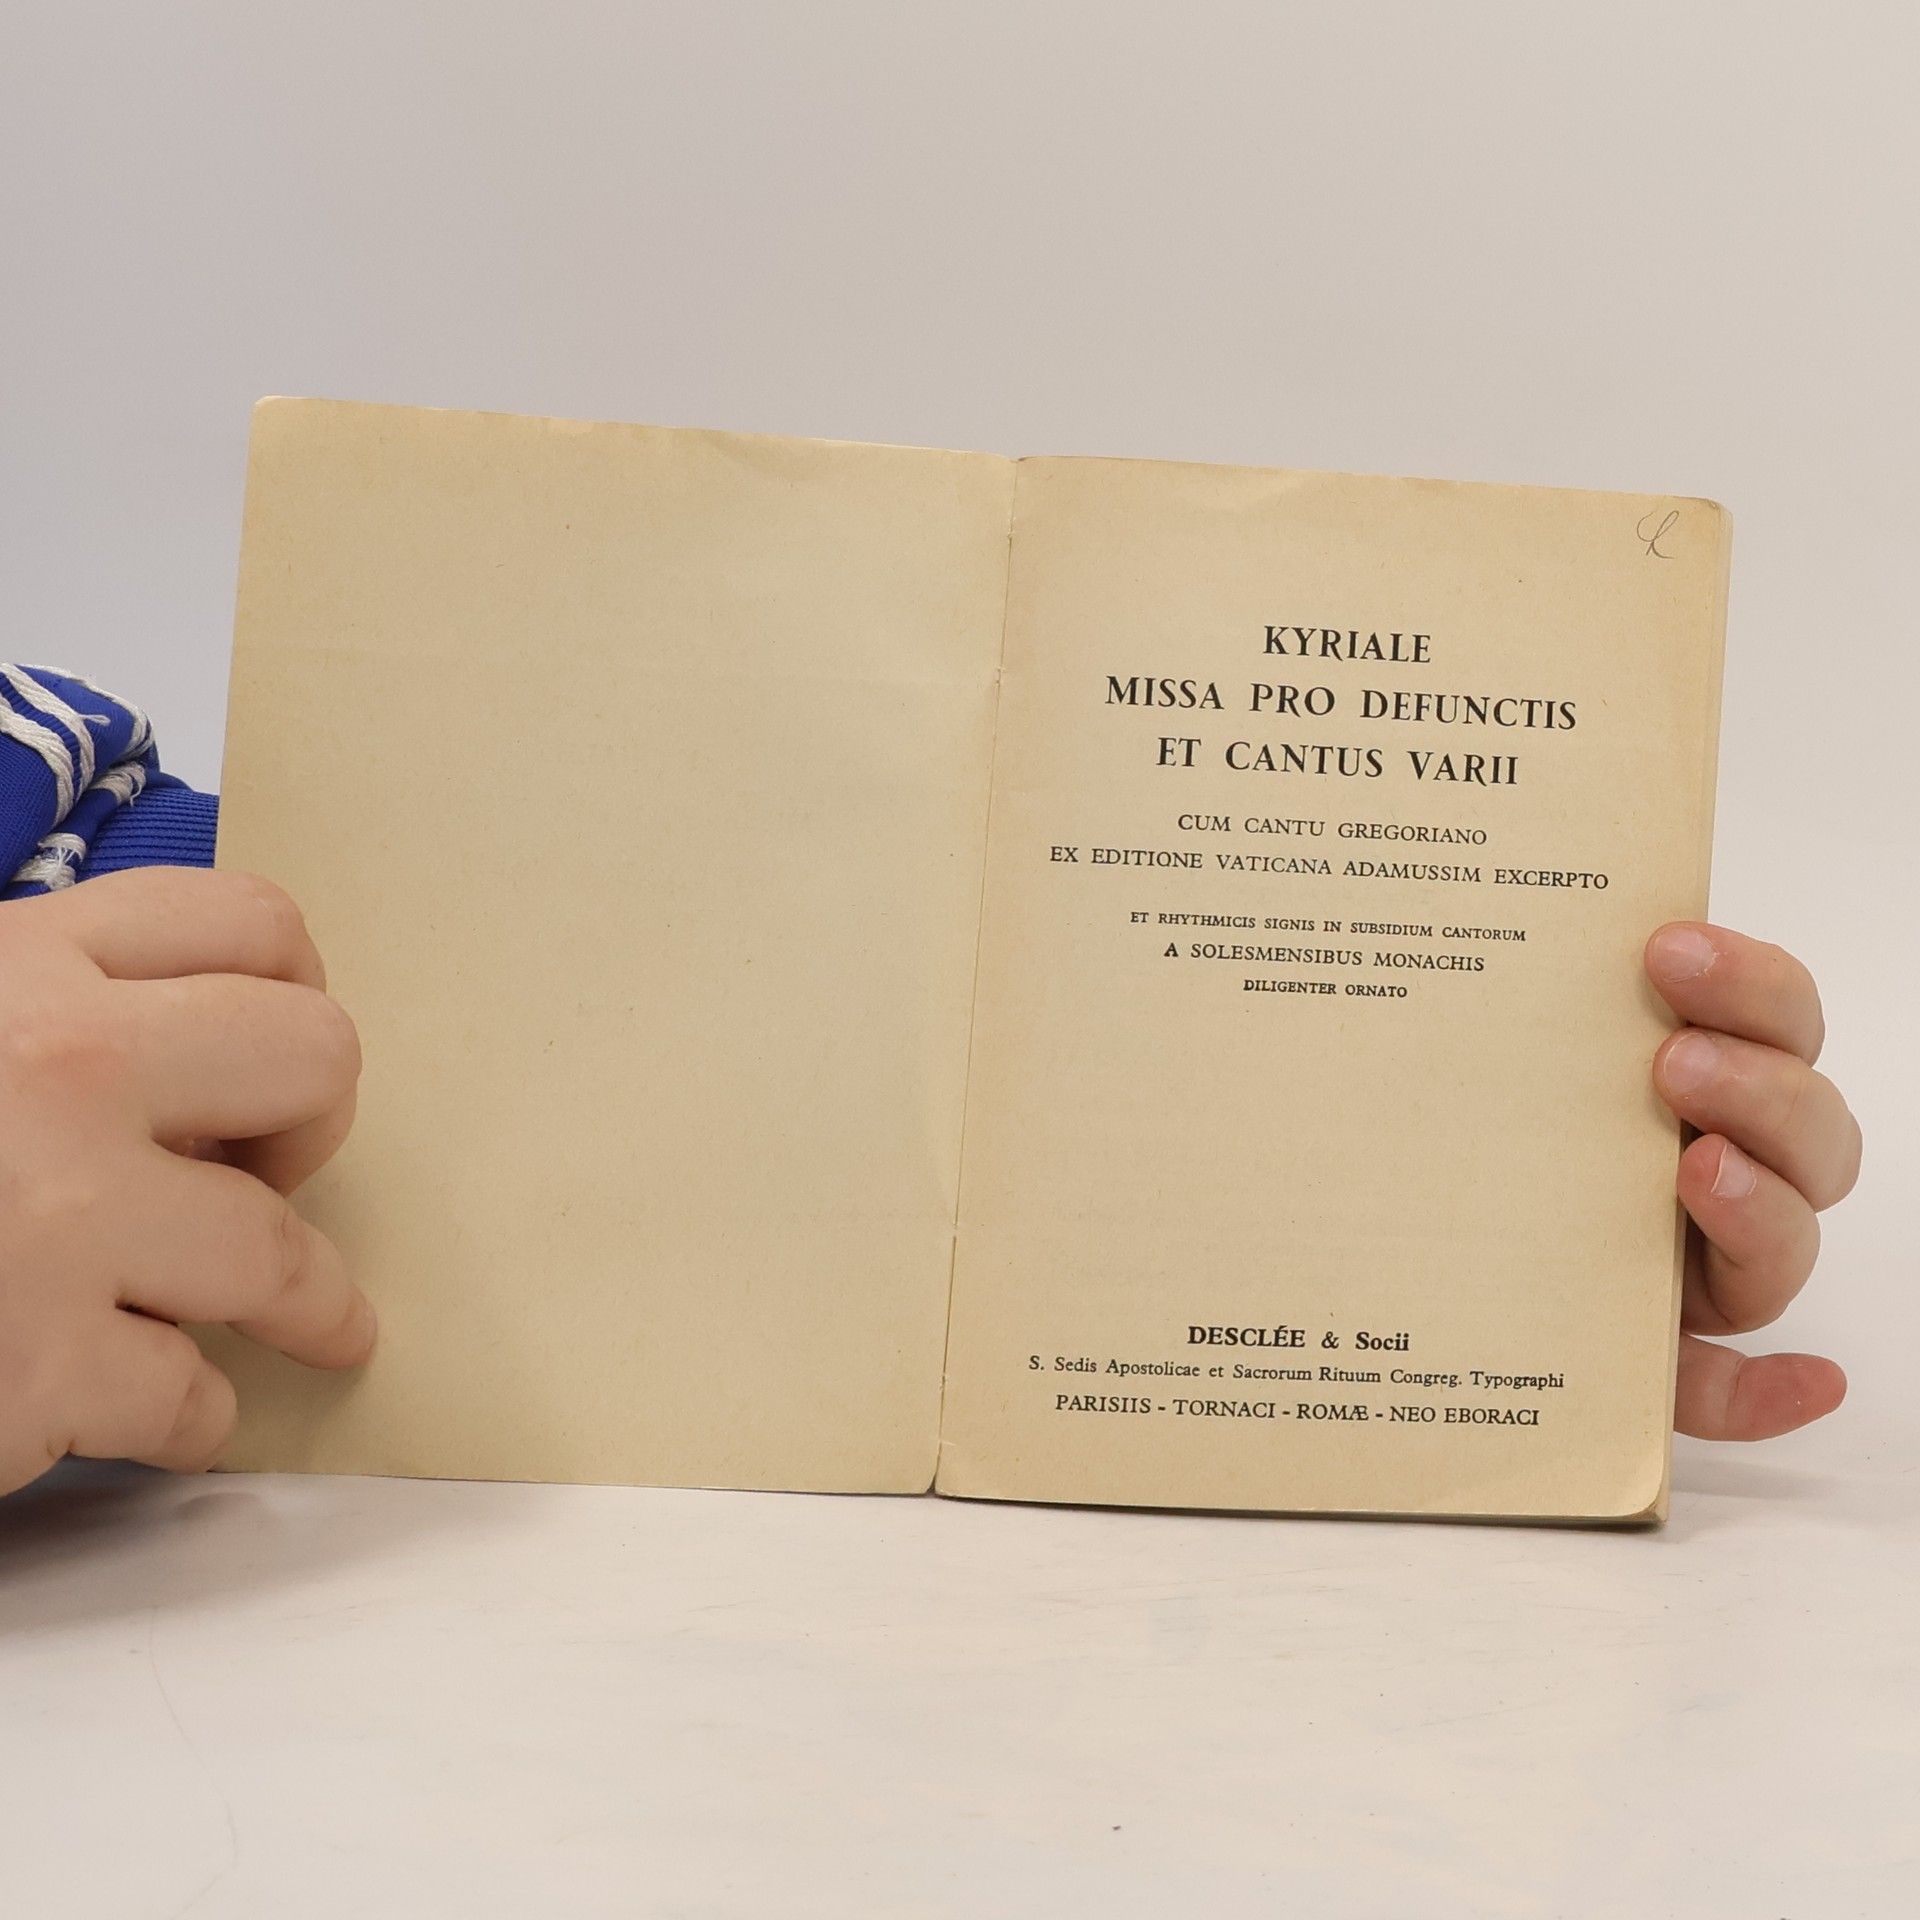 KYRIALE
MISSA PRO DEFUNCTIS
ET CANTUS VARII
CUM CANTU GREGORIANO
EX EDITIONE VATICANA ADAMUSSIM EXCERPTO
ET RHYTHMICIS SIGNIS IN SUBSIDIUM CANTORUM
A SOLESMENSIBUS MONACHIS
DILIGENTER ORNATO
DESCLÉE & Socii
S. Sedis Apostolicae et Sacrorum Rituum Congreg. Typographi
PARISIIS - TORNACI - ROMÆ - NEO EBORACI